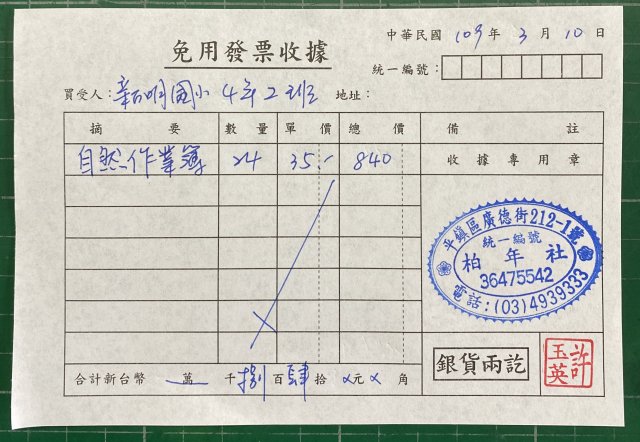 免用發票收據
中華民國 109 年 3 月 10 日
統一編號：
買受人：新明國小 4年2班 地址：
摘 要 數量 單價 總價 備 註
自然作業簿 24 35.- 840 收據專用章
平鎮區廣德街212-1號
統一編號
柏年社
36475542
電話：(03)4939333
合計新台幣 萬 千 捌 百 肆 拾 元 角
銀貨兩訖
許玉英